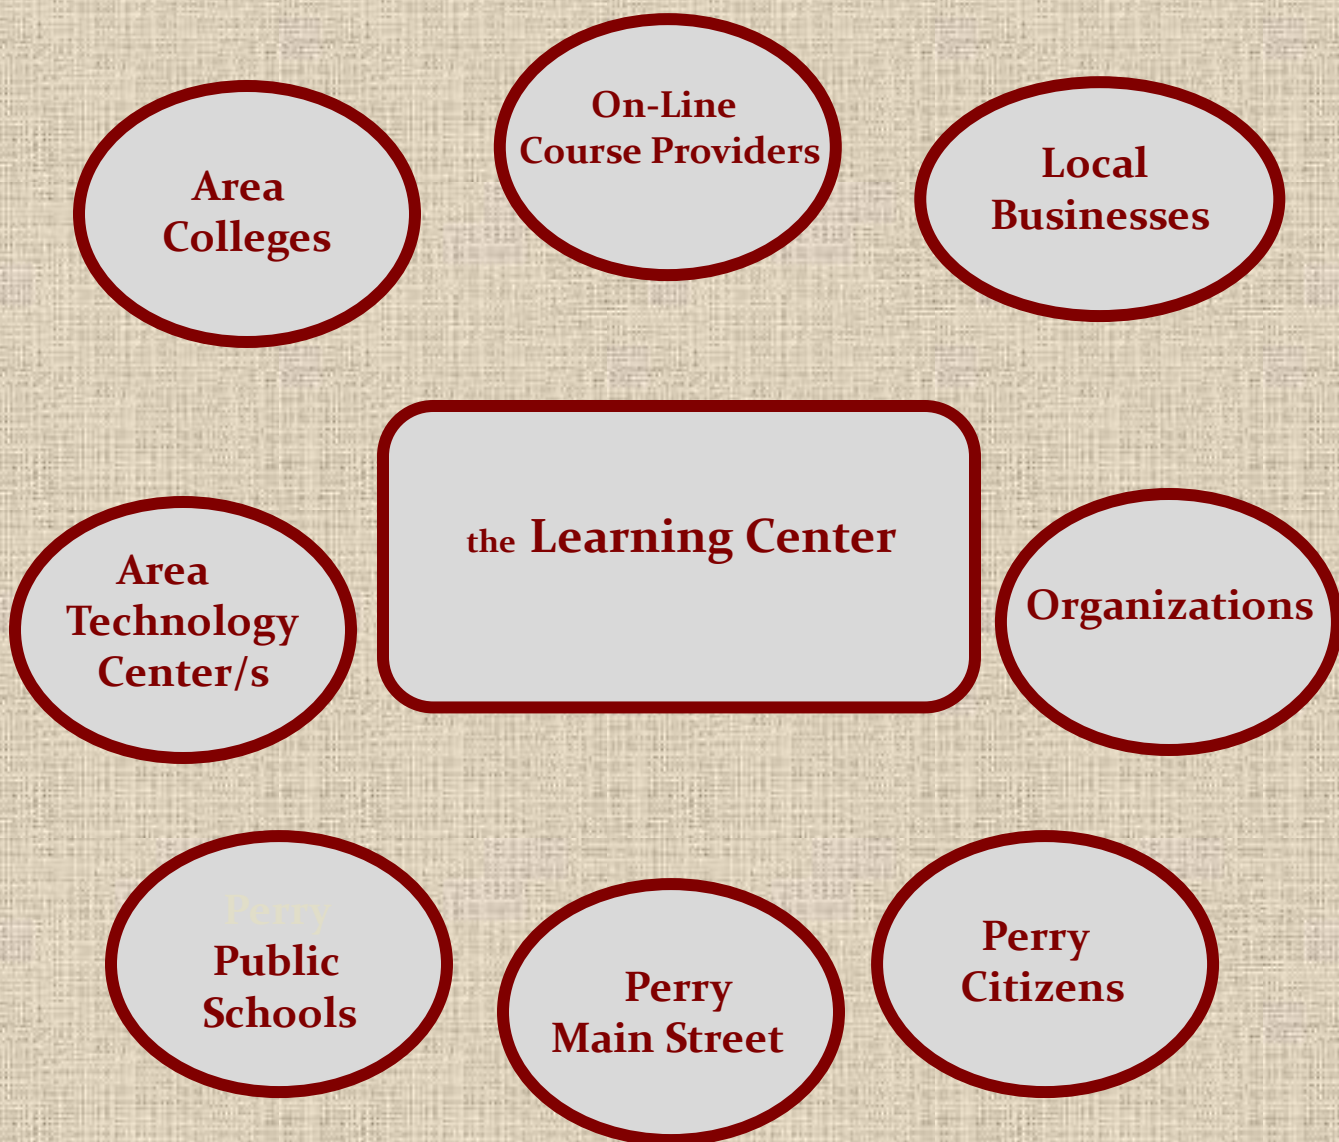 On-Line
Course Providers
Area
Colleges
Local
Businesses
the Learning Center
Area
Technology
Center/s
Organizations
Perry
Public
Schools
Perry
Main Street
Perry
Citizens